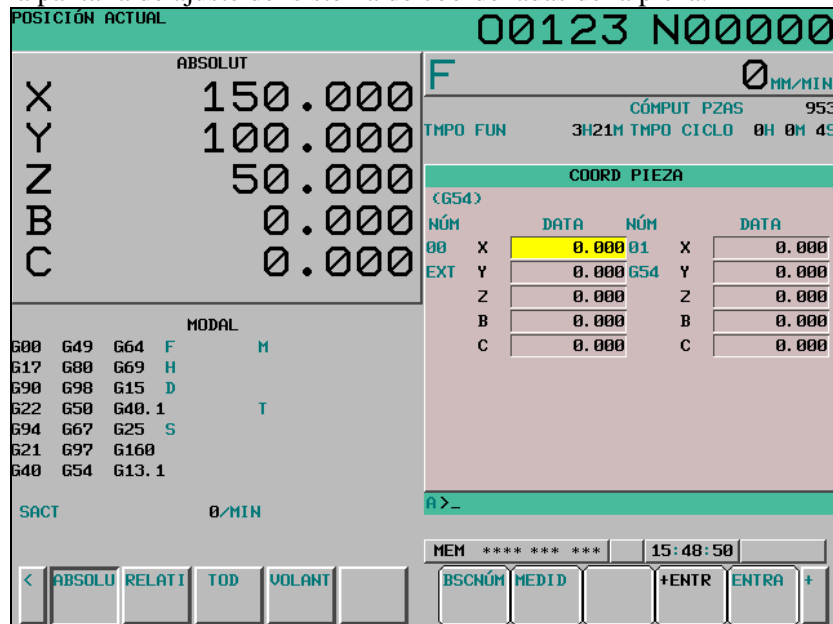 POSICIÓN ACTUAL
O0123 N00000
ABSOLUT
X 150.000
Y 100.000
Z 50.000
B 0.000
C 0.000
F 0 MM/MIN
CÓMPUT PZAS 953
TMPO FUN 3H21M TMPO CICLO 0H 0M 4S
COORD PIEZA
(G54)
NÚM DATA NÚM DATA
00 X 0.000 01 X 0.000
EXT Y 0.000 G54 Y 0.000
Z 0.000 Z 0.000
B 0.000 B 0.000
C 0.000 C 0.000
MODAL
G00 G49 G64 F M
G17 G80 G69 H
G90 G98 G15 D
G22 G50 G40.1 T
G94 G67 G25 S
G21 G97 G160
G40 G54 G13.1
SACT 0/MIN
A>_
MEM **** *** *** 15:48:50
< ABSOLU RELATI TOD VOLANT
BSCNÚM MEDID +ENTR ENTRA +